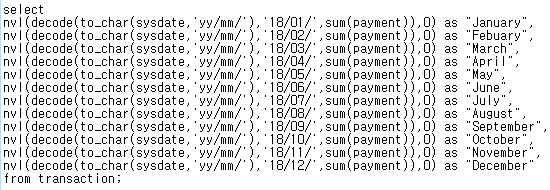 select
nvl(decode(to_char(sysdate,'yy/mm/'),'18/01/',sum(payment)),0) as "January",
nvl(decode(to_char(sysdate,'yy/mm/'),'18/02/',sum(payment)),0) as "Febuary",
nvl(decode(to_char(sysdate,'yy/mm/'),'18/03/',sum(payment)),0) as "March",
nvl(decode(to_char(sysdate,'yy/mm/'),'18/04/',sum(payment)),0) as "April",
nvl(decode(to_char(sysdate,'yy/mm/'),'18/05/',sum(payment)),0) as "May",
nvl(decode(to_char(sysdate,'yy/mm/'),'18/06/',sum(payment)),0) as "June",
nvl(decode(to_char(sysdate,'yy/mm/'),'18/07/',sum(payment)),0) as "July",
nvl(decode(to_char(sysdate,'yy/mm/'),'18/08/',sum(payment)),0) as "August",
nvl(decode(to_char(sysdate,'yy/mm/'),'18/09/',sum(payment)),0) as "September",
nvl(decode(to_char(sysdate,'yy/mm/'),'18/10/',sum(payment)),0) as "October",
nvl(decode(to_char(sysdate,'yy/mm/'),'18/11/',sum(payment)),0) as "November",
nvl(decode(to_char(sysdate,'yy/mm/'),'18/12/',sum(payment)),0) as "December"
from transaction;